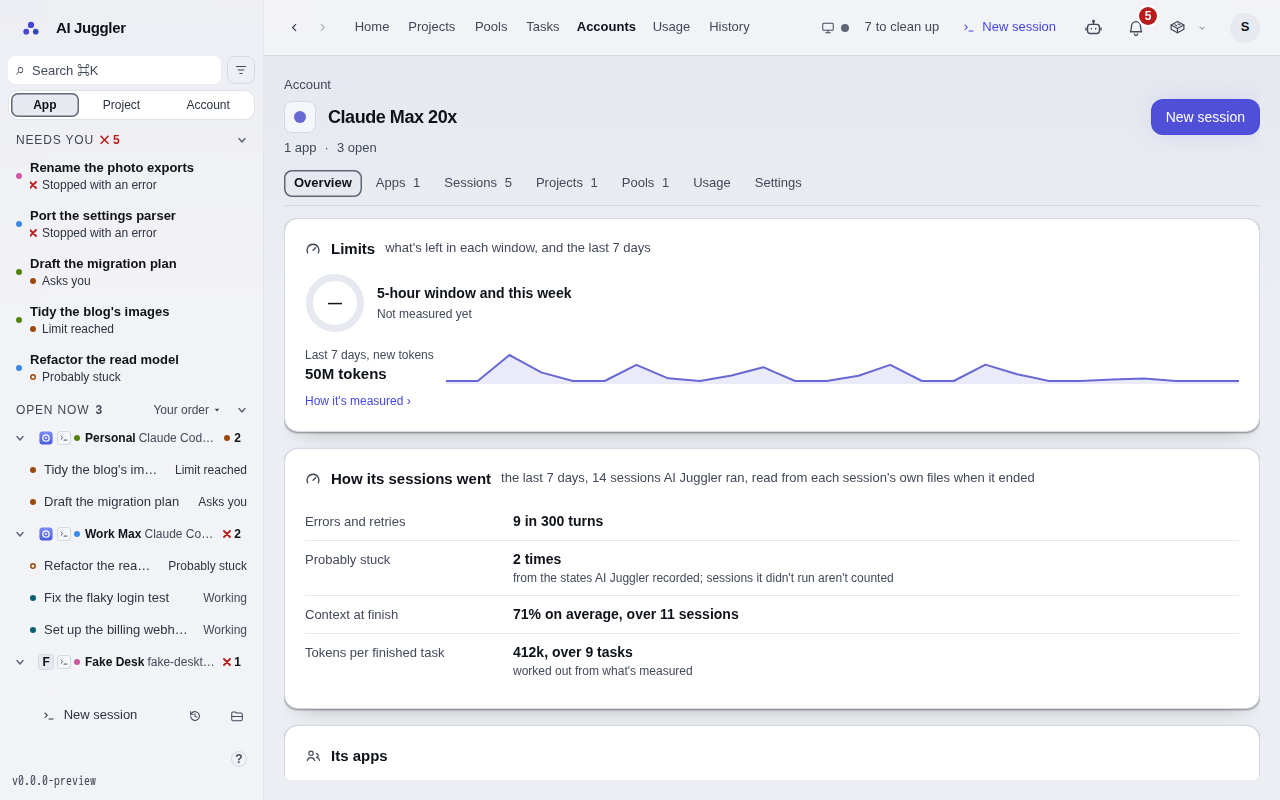 AI Juggler
Search ⌘K
App Project Account
NEEDS YOU 5
Rename the photo exports
Stopped with an error
Port the settings parser
Stopped with an error
Draft the migration plan
Asks you
Tidy the blog's images
Limit reached
Refactor the read model
Probably stuck
OPEN NOW 3 Your order
Personal Claude Cod… 2
Tidy the blog's im… Limit reached
Draft the migration plan Asks you
Work Max Claude Co… 2
Refactor the rea… Probably stuck
Fix the flaky login test Working
Set up the billing webh… Working
F Fake Desk fake-deskt… 1
New session
?
v0.0.0-preview
Home Projects Pools Tasks Accounts Usage History 7 to clean up New session 5 S
Account
Claude Max 20x
New session
1 app · 3 open
Overview Apps 1 Sessions 5 Projects 1 Pools 1 Usage Settings
Limits what's left in each window, and the last 7 days
—
5-hour window and this week
Not measured yet
Last 7 days, new tokens
50M tokens
How it's measured ›
How its sessions went the last 7 days, 14 sessions AI Juggler ran, read from each session's own files when it ended
Errors and retries 9 in 300 turns
Probably stuck 2 times
from the states AI Juggler recorded; sessions it didn't run aren't counted
Context at finish 71% on average, over 11 sessions
Tokens per finished task 412k, over 9 tasks
worked out from what's measured
Its apps